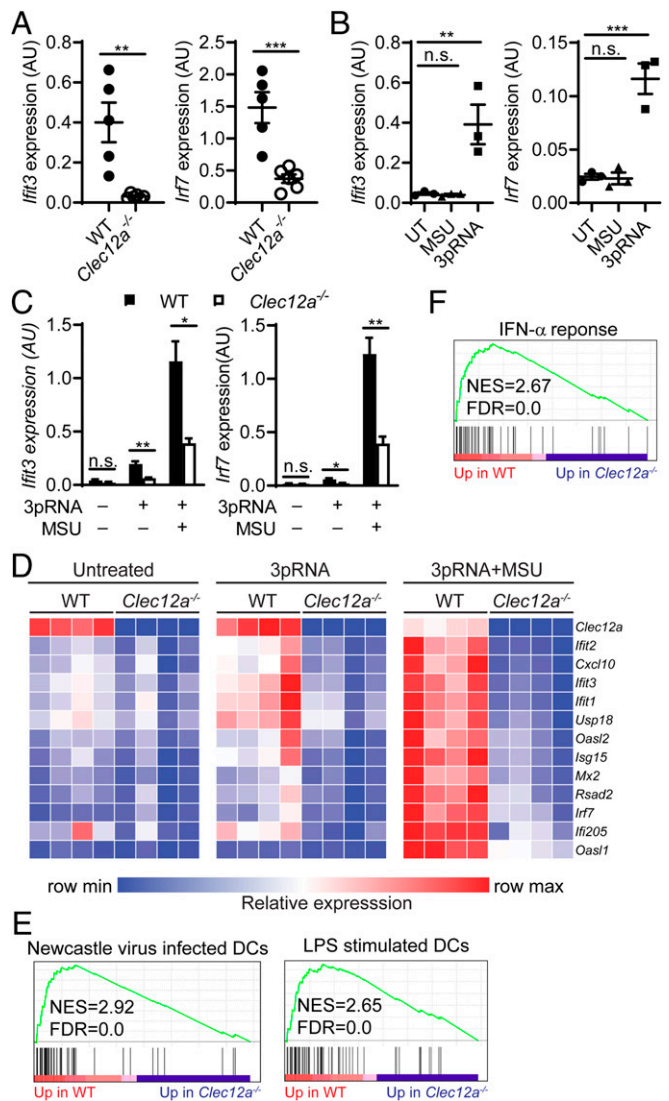 A
Ifit3 expression (AU)
0.8
0.6
0.4
0.2
0.0
**
WT
Clec12a-/-
Irf7 expression (AU)
2.5
2.0
1.5
1.0
0.5
0.0
***
WT
Clec12a-/-
B
Ifit3 expression (AU)
0.8
0.6
0.4
0.2
0.0
**
n.s.
UT
MSU
3pRNA
Irf7 expression (AU)
0.15
0.10
0.05
0.00
***
n.s.
UT
MSU
3pRNA
C
WT
Clec12a-/-
Ifit3 expression (AU)
1.5
1.0
0.5
0.0
n.s.
**
*
3pRNA – + +
MSU – – +
Irf7 expression(AU)
1.5
1.0
0.5
0.0
n.s.
*
**
– + +
– – +
F
IFN-α reponse
NES=2.67
FDR=0.0
Up in WT
Up in Clec12a-/-
D
Untreated 3pRNA 3pRNA+MSU
WT Clec12a-/- WT Clec12a-/- WT Clec12a-/-
Clec12a
Ifit2
Cxcl10
Ifit3
Ifit1
Usp18
Oasl2
Isg15
Mx2
Rsad2
Irf7
Ifi205
Oasl1
row min
row max
Relative expresssion
E
Newcastle virus infected DCs
NES=2.92
FDR=0.0
Up in WT
Up in Clec12a-/-
LPS stimulated DCs
NES=2.65
FDR=0.0
Up in WT
Up in Clec12a-/-